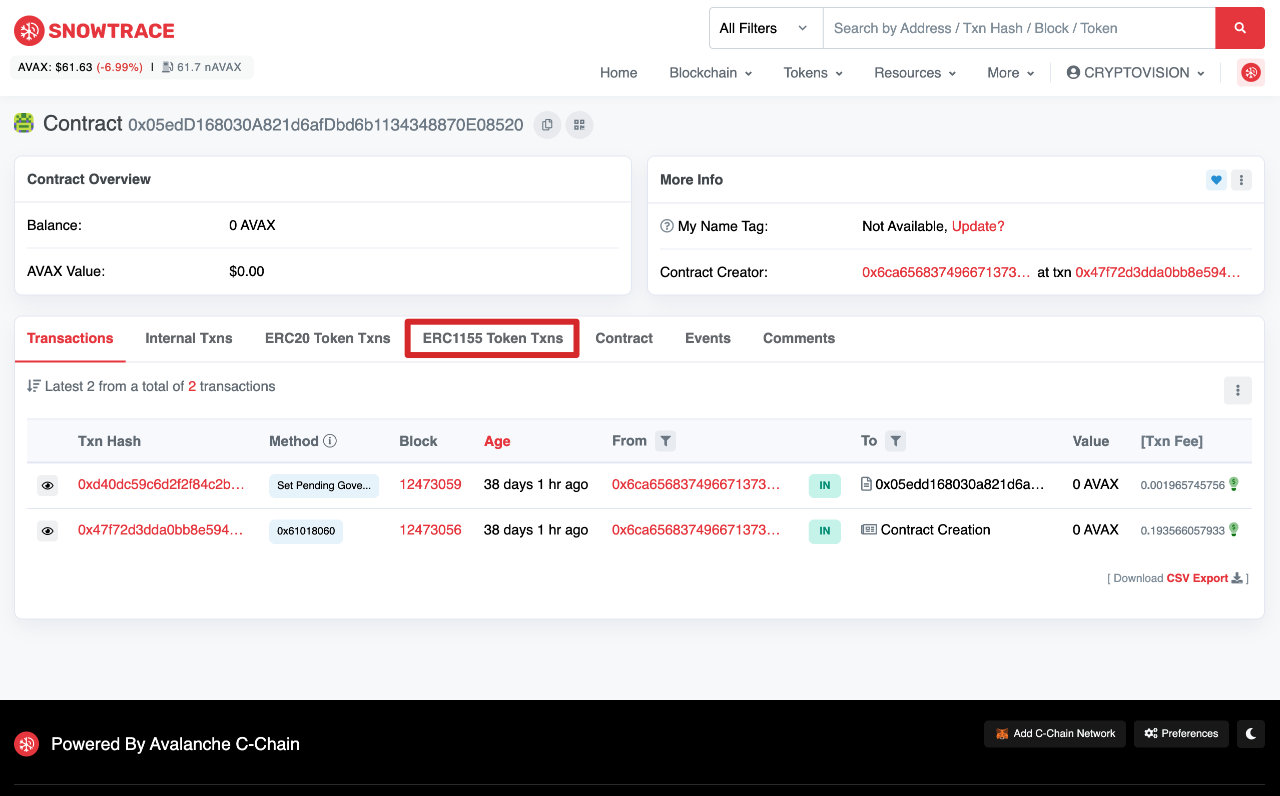 SNOWTRACE
All Filters
Search by Address / Txn Hash / Block / Token
AVAX: $61.63 (-6.99%) | 61.7 nAVAX
Home Blockchain Tokens Resources More CRYPTOVISION
Contract 0x05edD168030A821d6afDbd6b1134348870E08520
Contract Overview
Balance: 0 AVAX
AVAX Value: $0.00
More Info
My Name Tag: Not Available, Update?
Contract Creator: 0x6ca656837496671373... at txn 0x47f72d3dda0bb8e594...
Transactions Internal Txns ERC20 Token Txns ERC1155 Token Txns Contract Events Comments
Latest 2 from a total of 2 transactions
Txn Hash Method Block Age From To Value [Txn Fee]
0xd40dc59c6d2f2f84c2b... Set Pending Gove... 12473059 38 days 1 hr ago 0x6ca656837496671373... IN 0x05edd168030a821d6a... 0 AVAX 0.001965745756
0x47f72d3dda0bb8e594... 0x61018060 12473056 38 days 1 hr ago 0x6ca656837496671373... IN Contract Creation 0 AVAX 0.193566057933
[ Download CSV Export ]
Powered By Avalanche C-Chain
Add C-Chain Network
Preferences